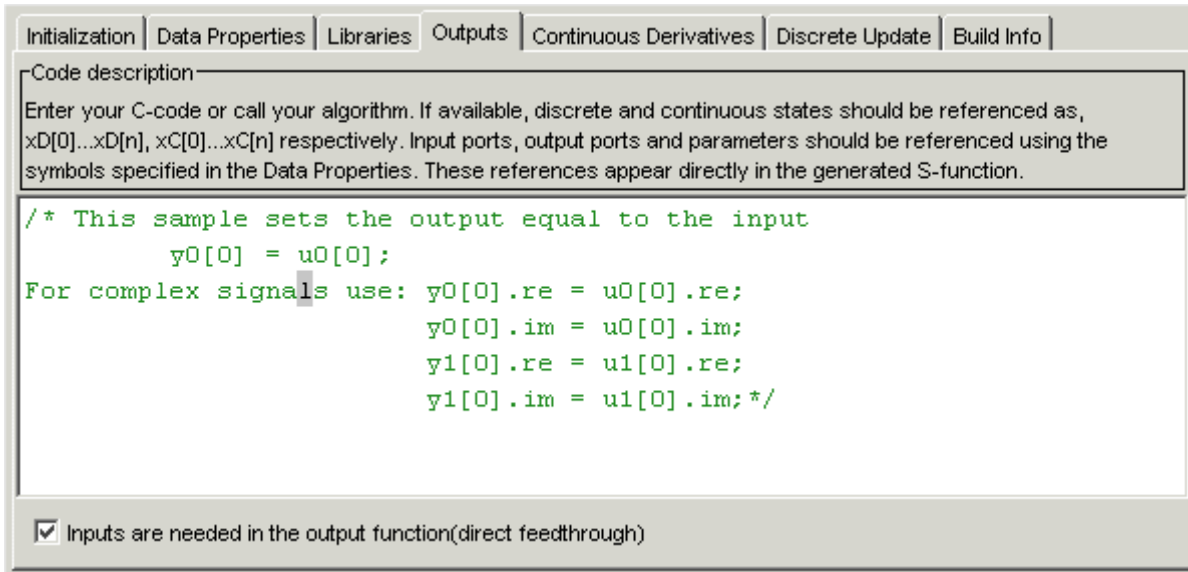 Initialization Data Properties Libraries Outputs Continuous Derivatives Discrete Update Build Info
Code description
Enter your C-code or call your algorithm. If available, discrete and continuous states should be referenced as,
xD[0]...xD[n], xC[0]...xC[n] respectively. Input ports, output ports and parameters should be referenced using the
symbols specified in the Data Properties. These references appear directly in the generated S-function.
/* This sample sets the output equal to the input
y0[0] = u0[0];
For complex signals use: y0[0].re = u0[0].re;
y0[0].im = u0[0].im;
y1[0].re = u1[0].re;
y1[0].im = u1[0].im;*/
Inputs are needed in the output function(direct feedthrough)